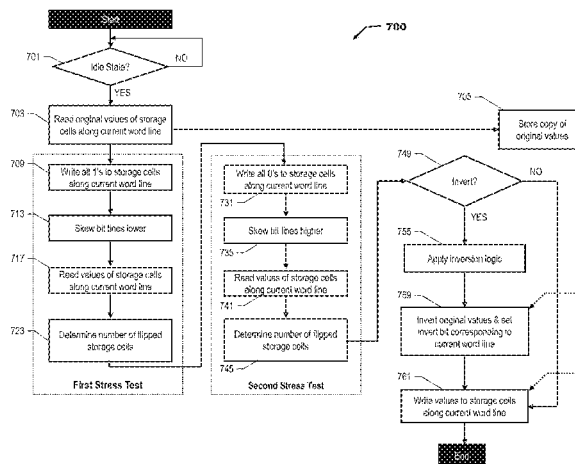 Start
700
701
Idle State?
NO
YES
703
Read original values of storage
cells along current word line
705
Store copy of
original values
709
Write all 1's to storage cells
along current word line
713
Skew bit lines lower
717
Read values of storage cells
along current word line
723
Determine number of flipped
storage cells
First Stress Test
Write all 0's to storage cells
along current word line
731
Skew bit lines higher
735
Read values of storage cells
along current word line
741
Determine number of flipped
storage cells
745
Second Stress Test
749
Invert?
NO
YES
755
Apply inversion logic
759
Invert original values & set
invert bit corresponding to
current word line
761
Write values to storage cells
along current word line
End